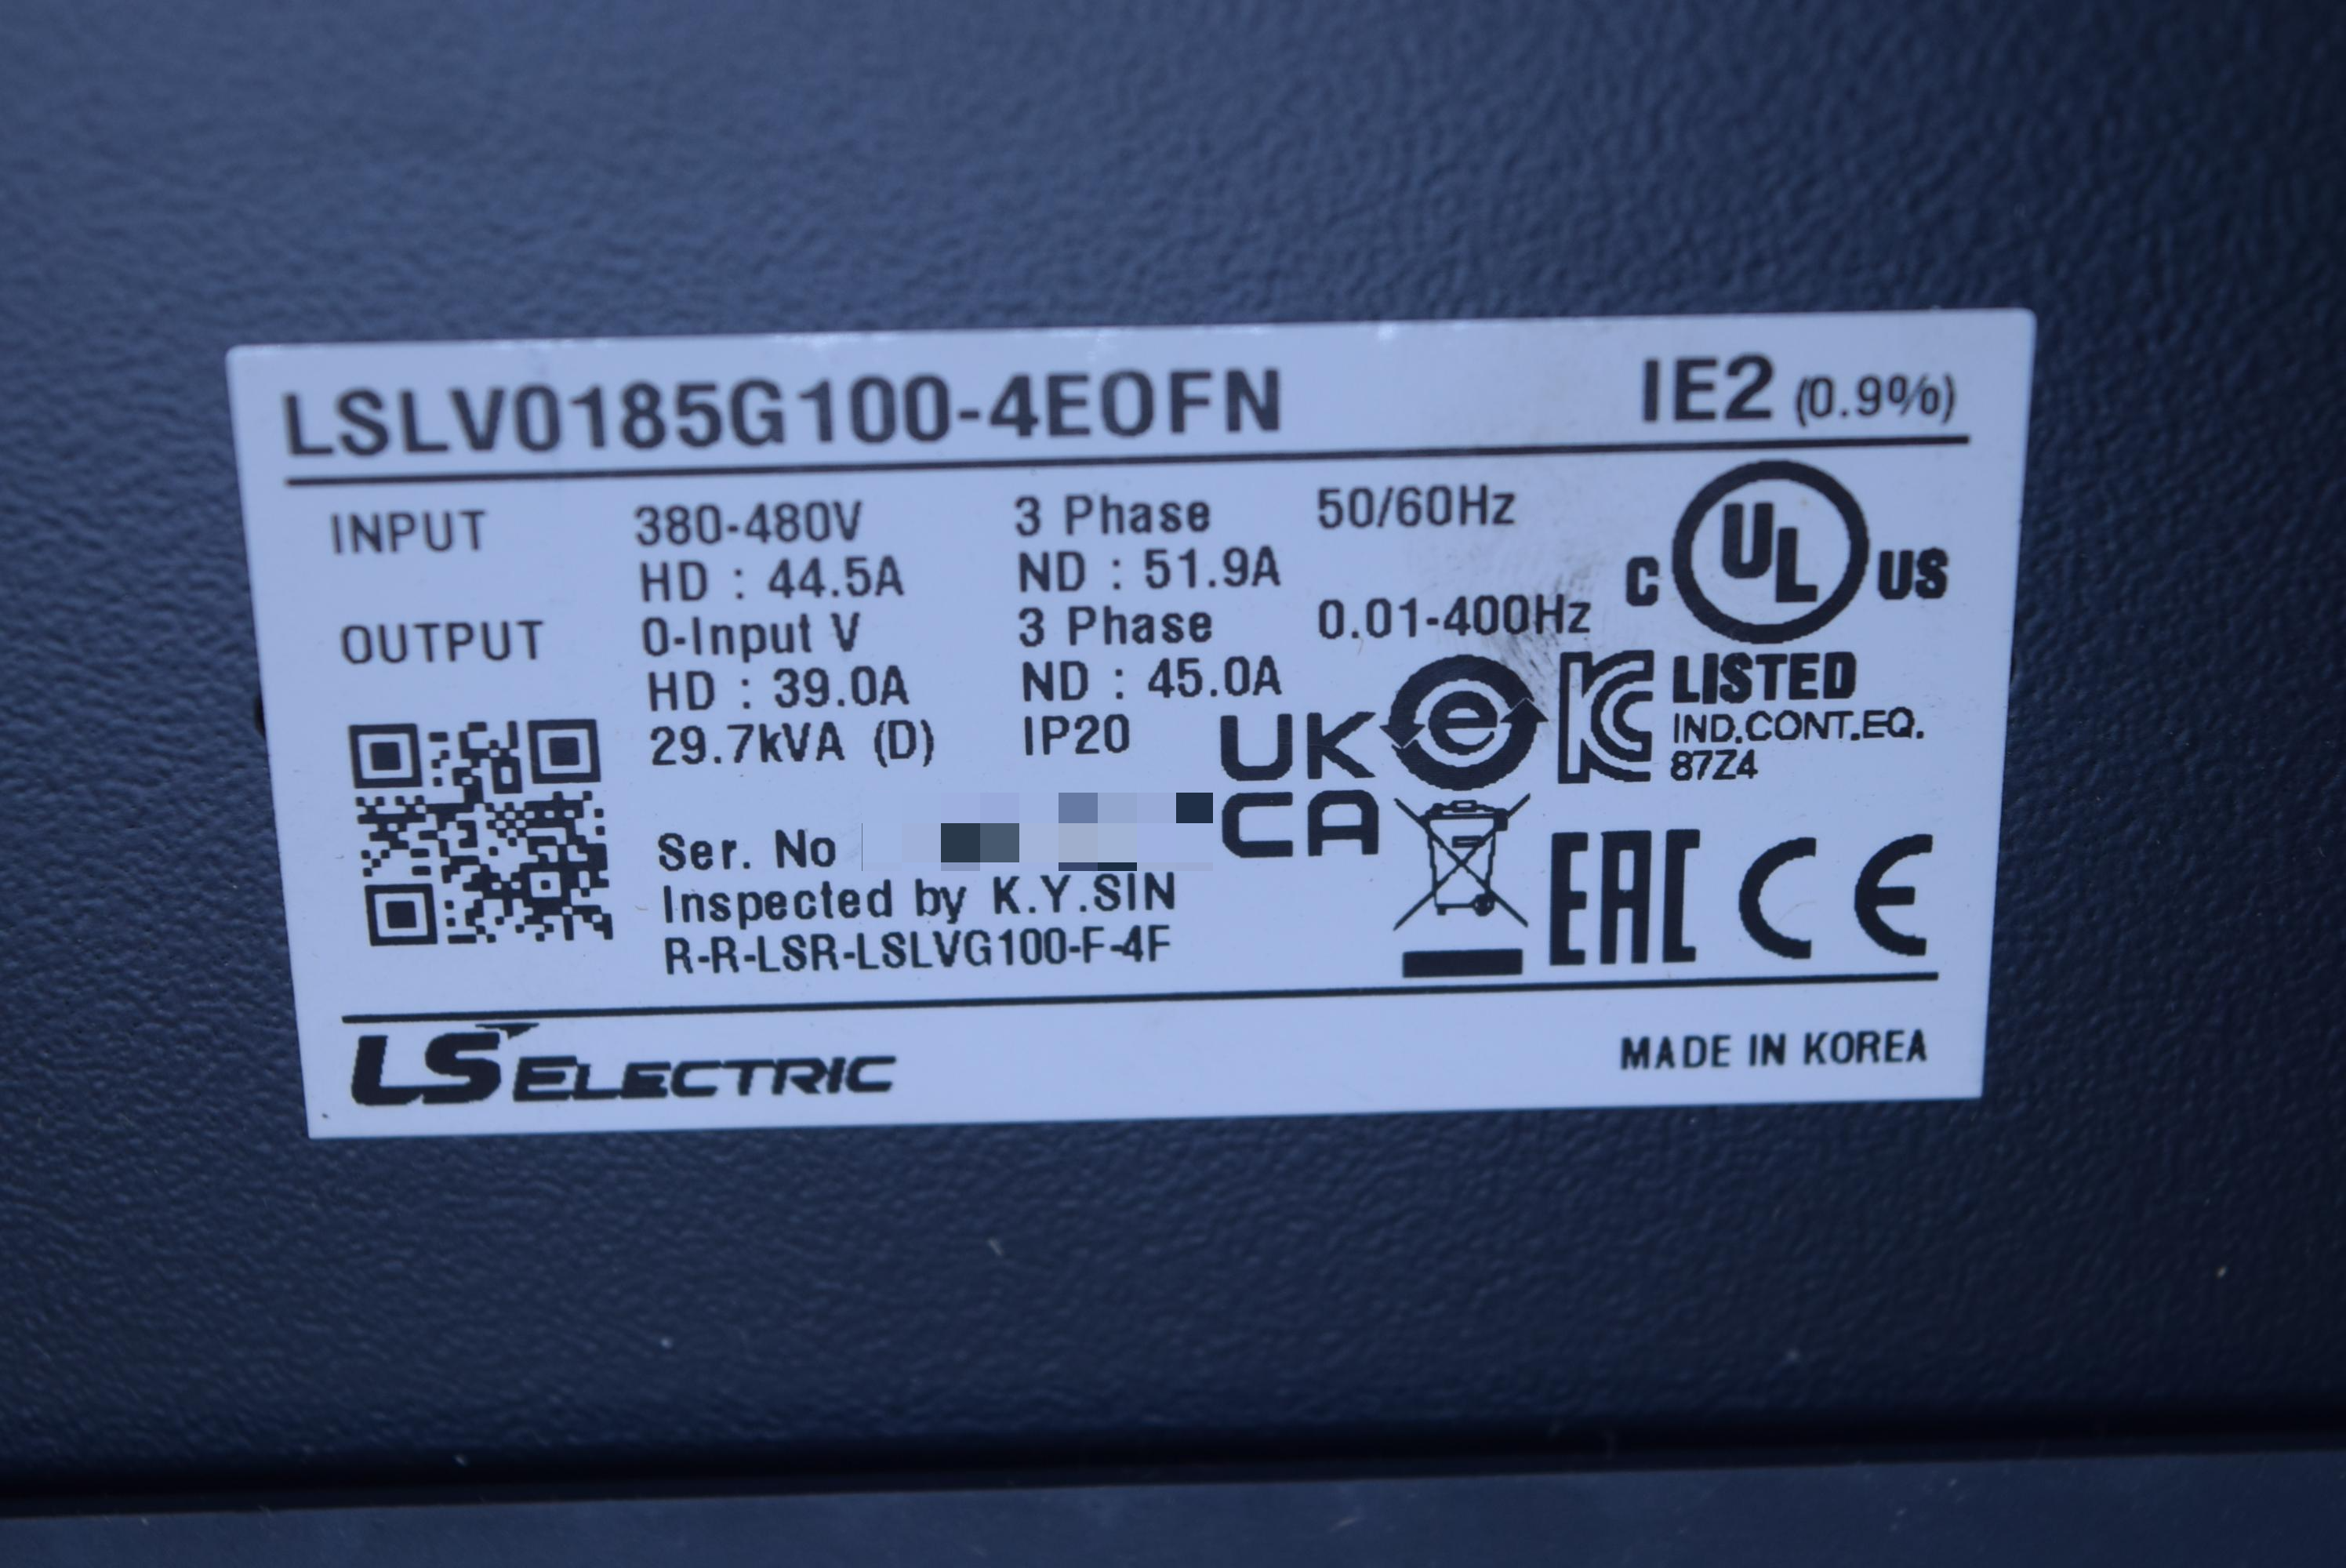 LSLV0185G100-4EOFN IE2 (0.9%)
INPUT 380-480V 3 Phase 50/60Hz
HD : 44.5A ND : 51.9A
OUTPUT 0-Input V 3 Phase 0.01-400Hz
HD : 39.0A ND : 45.0A
29.7kVA (D) IP20
C UL US
LISTED
IND.CONT.EQ.
87Z4
UK
CA
e
KC
Ser. No
Inspected by K.Y.SIN
R-R-LSR-LSLVG100-F-4F
EAC CE
LS ELECTRIC MADE IN KOREA